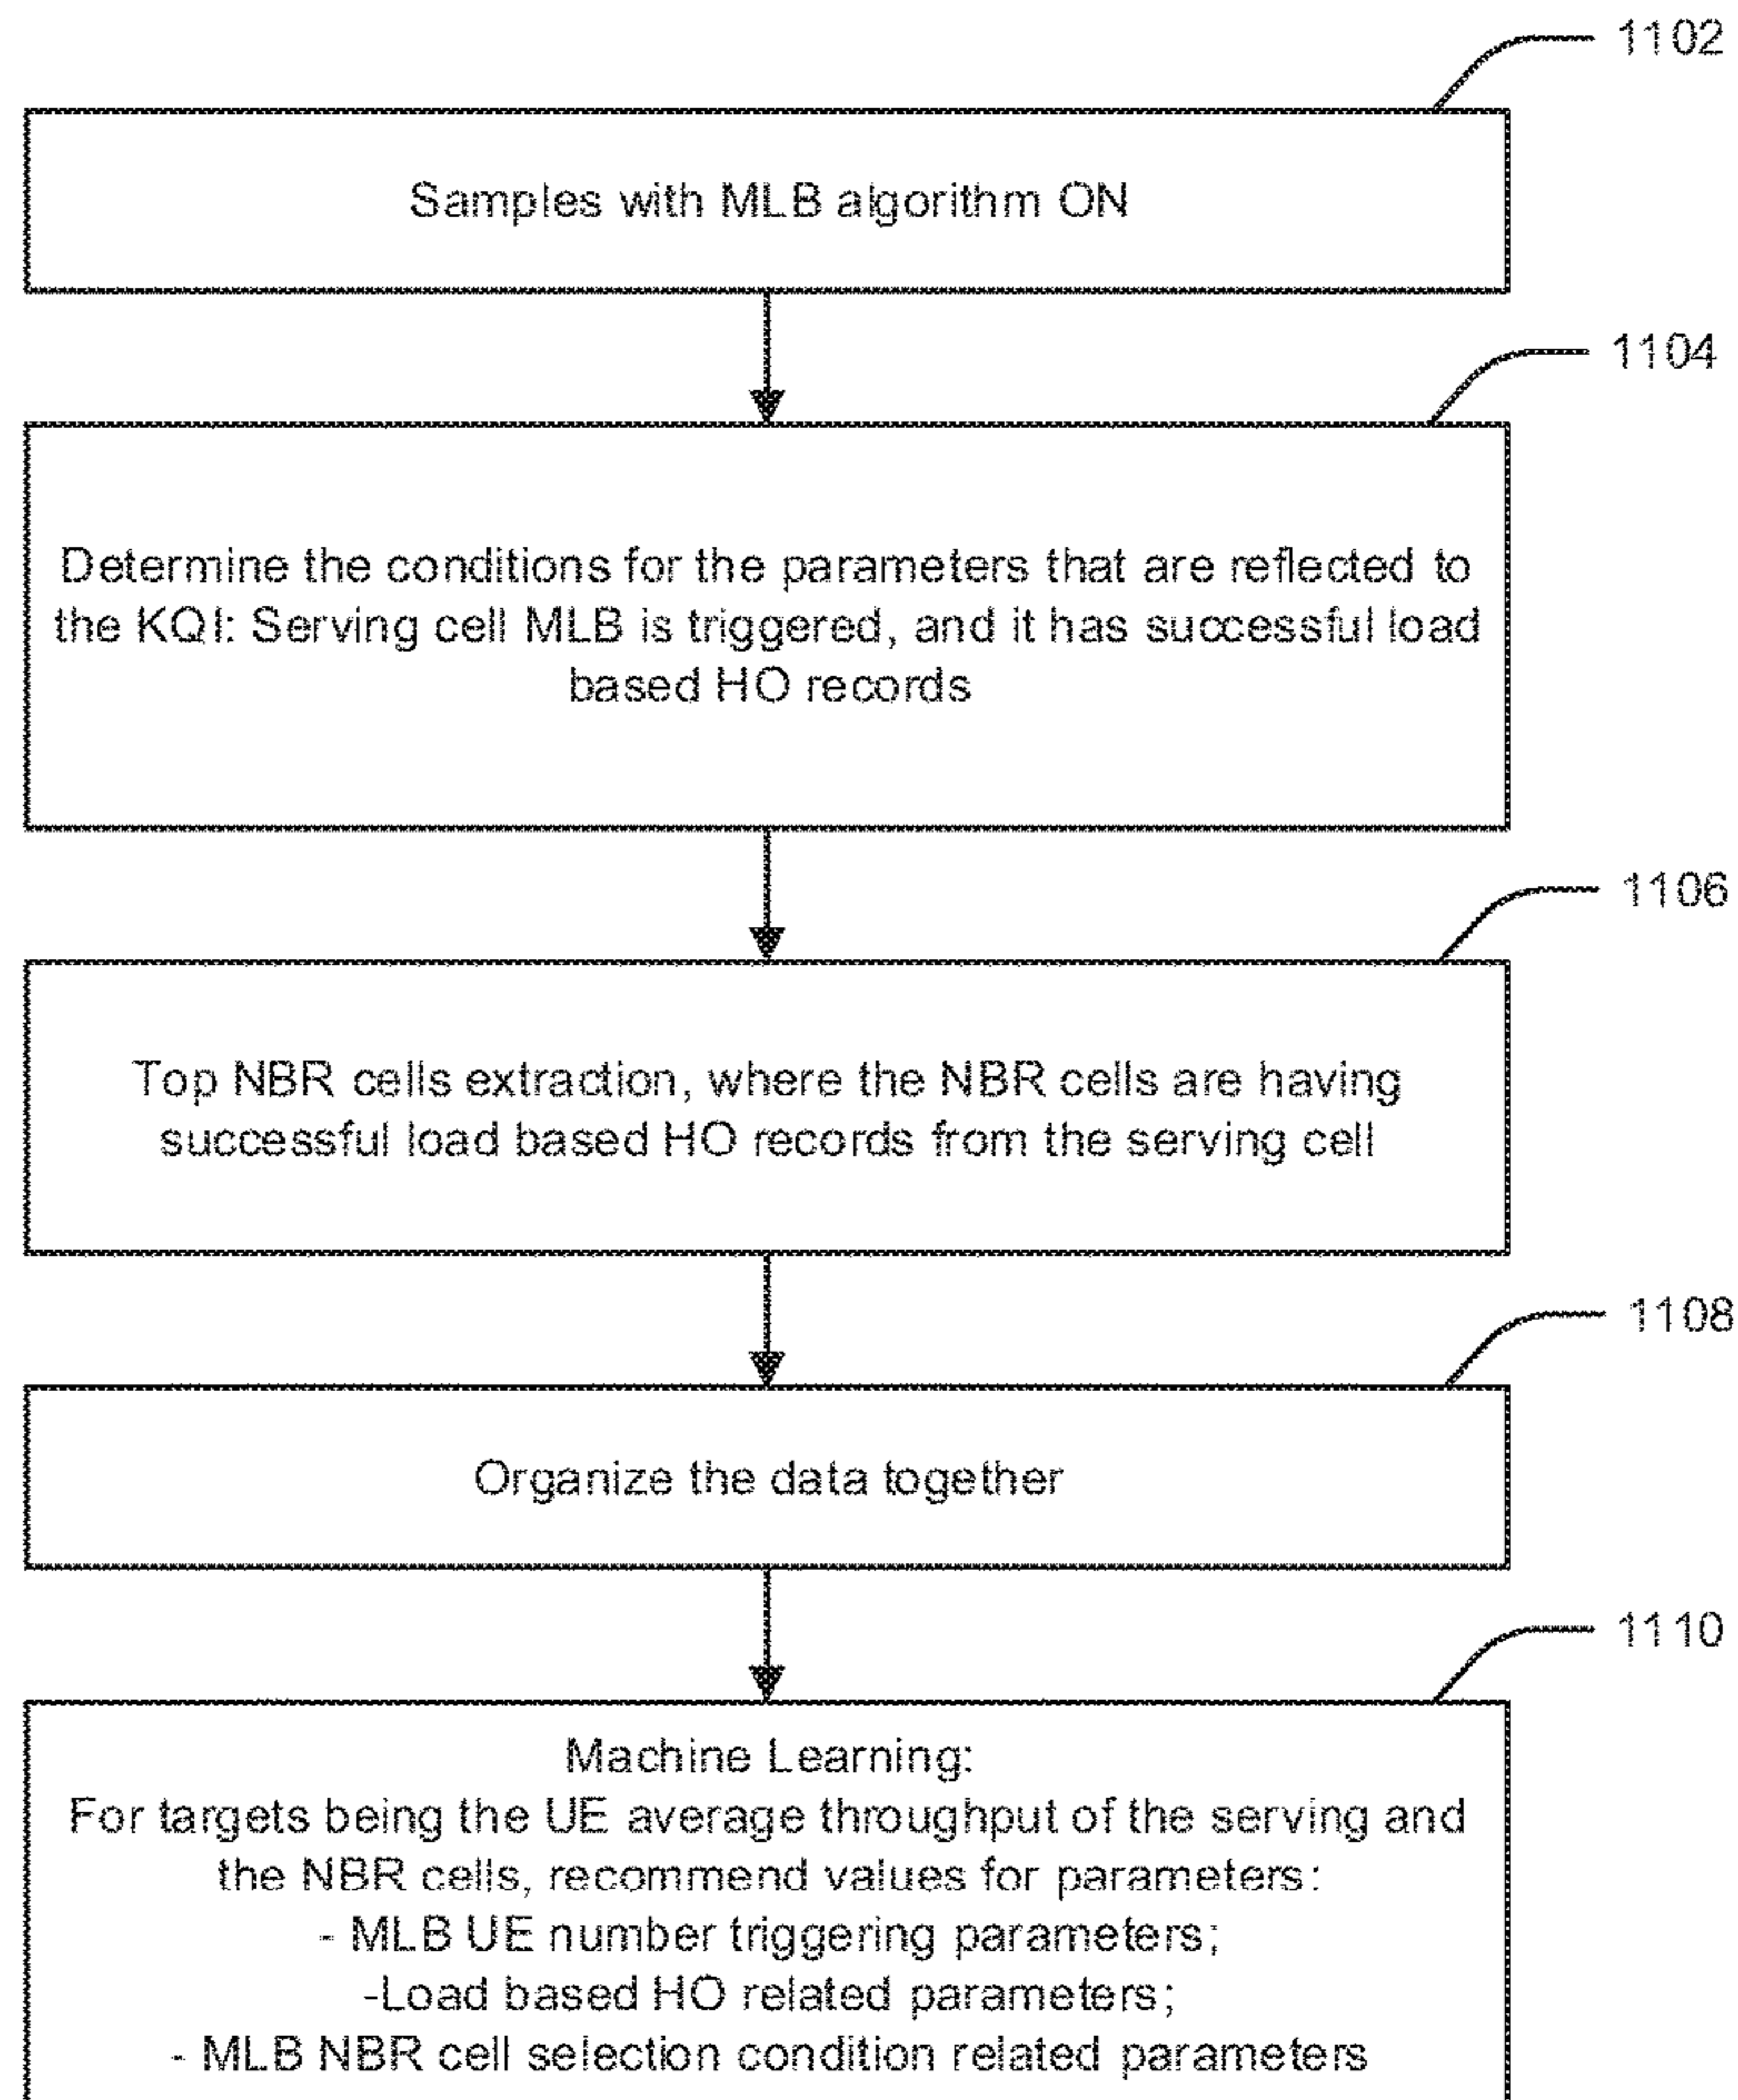 1102
Samples with MLB algorithm ON
1104
Determine the conditions for the parameters that are reflected to
the KQI: Serving cell MLB is triggered, and it has successful load
based HO records
1106
Top NBR cells extraction, where the NBR cells are having
successful load based HO records from the serving cell
1108
Organize the data together
1110
Machine Learning:
For targets being the UE average throughput of the serving and
the NBR cells, recommend values for parameters:
- MLB UE number triggering parameters;
-Load based HO related parameters;
- MLB NBR cell selection condition related parameters